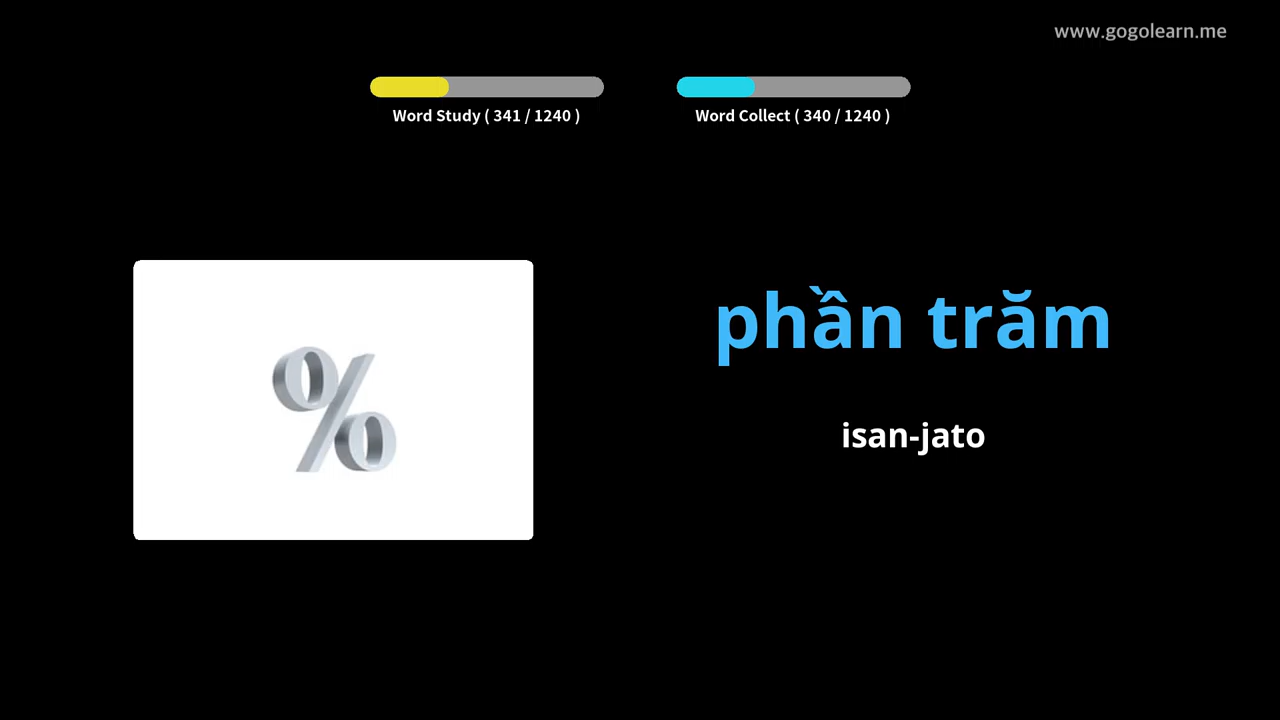 www.gogolearn.me
Word Study ( 341 / 1240 )
Word Collect ( 340 / 1240 )
%
phần trăm
isan-jato